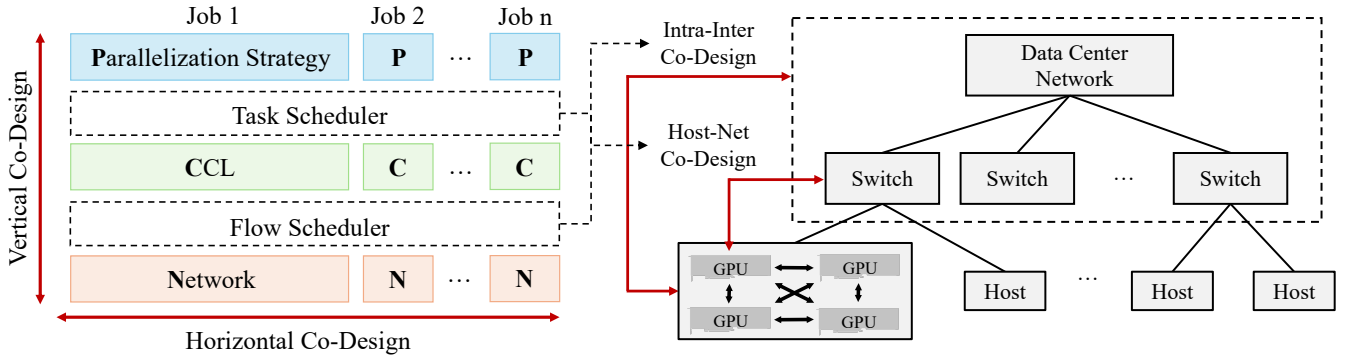 Job 1
Job 2
Job n
Vertical Co-Design
Parallelization Strategy
P
...
P
Task Scheduler
CCL
C
...
C
Flow Scheduler
Network
N
...
N
Horizontal Co-Design
Intra-Inter
Co-Design
Host-Net
Co-Design
Data Center
Network
Switch
Switch
...
Switch
GPU
GPU
GPU
GPU
Host
...
Host
Host